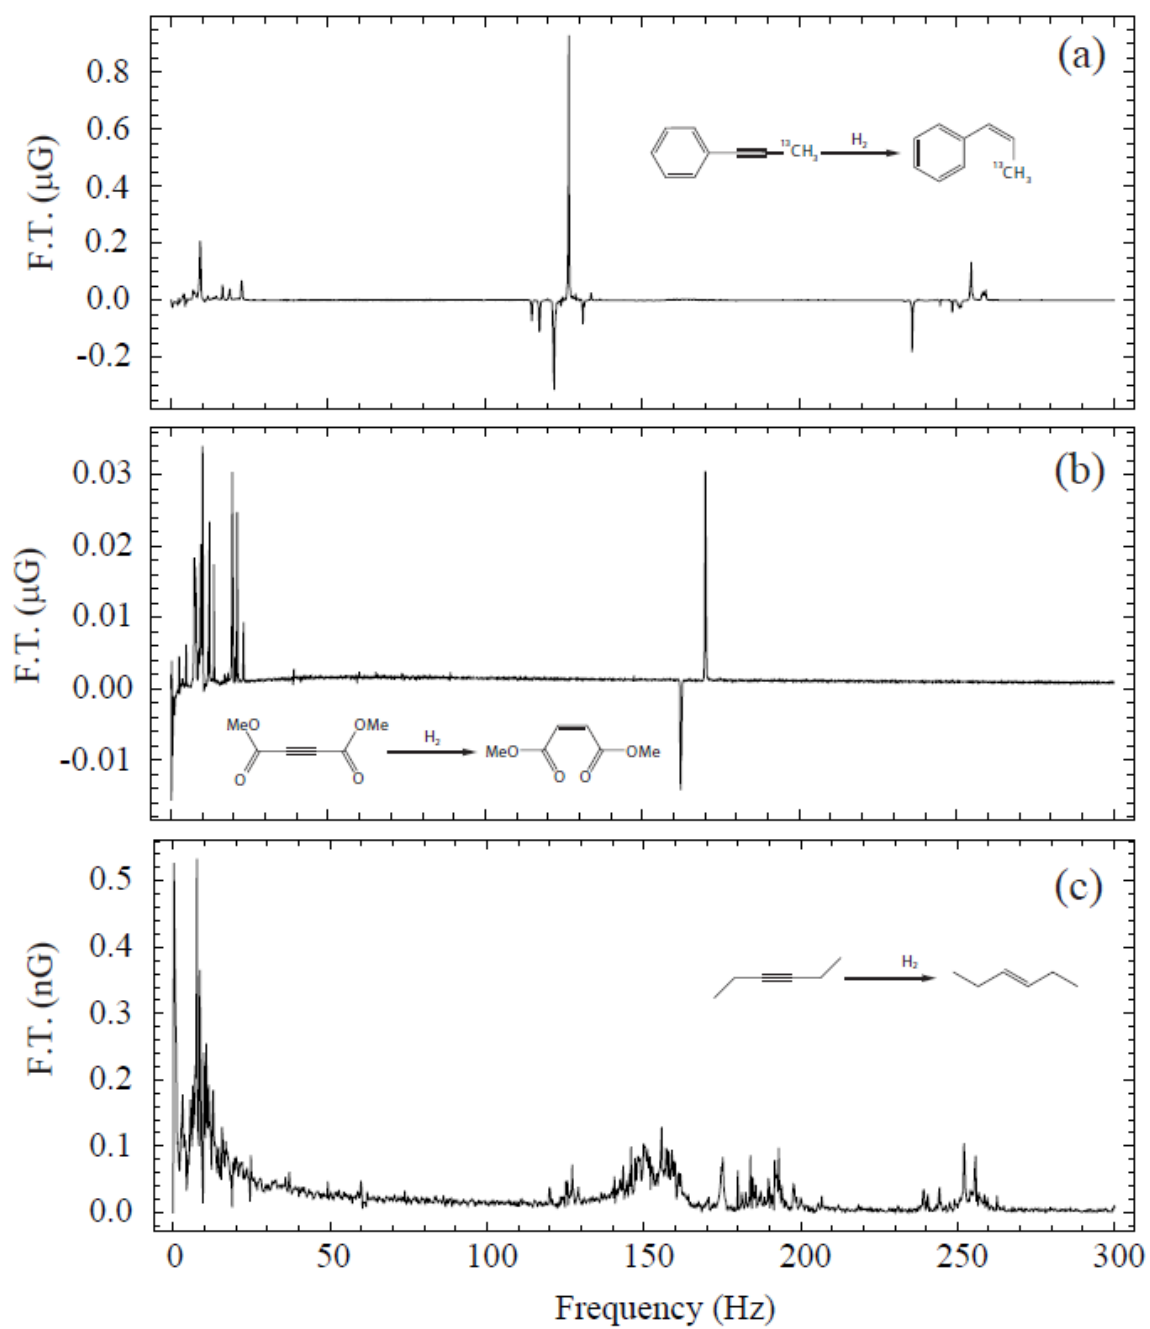 (a)
0.8
0.6
0.4
0.2
0.0
-0.2
F.T. (μG)
¹³CH₃
H₂
¹³CH₃
(b)
0.03
0.02
0.01
0.00
-0.01
F.T. (μG)
MeO
OMe
O
O
H₂
MeO
OMe
O
O
(c)
0.5
0.4
0.3
0.2
0.1
0.0
F.T. (nG)
H₂
0 50 100 150 200 250 300
Frequency (Hz)